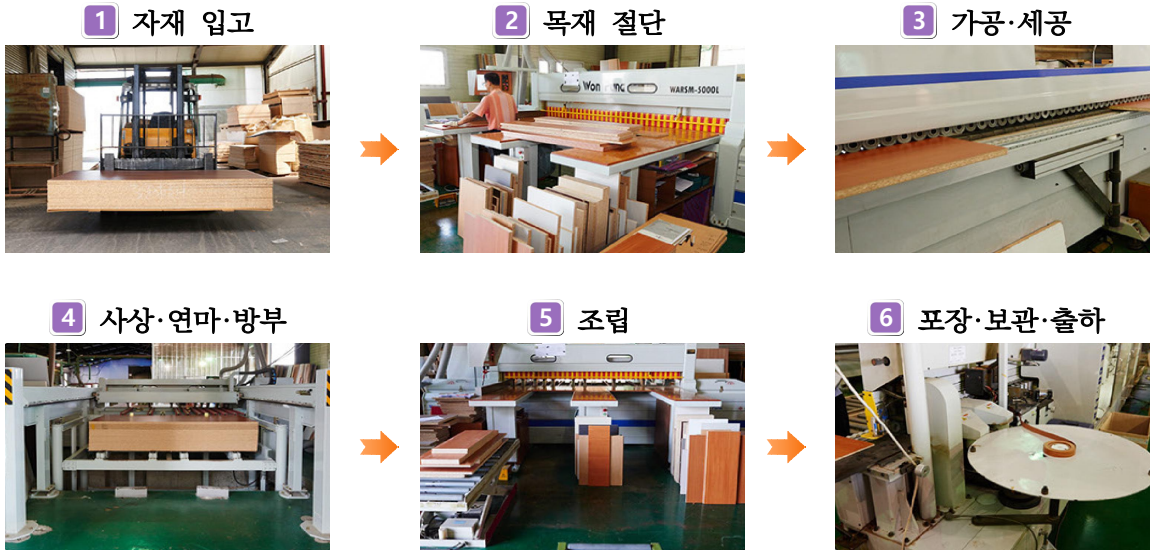 1 자재 입고
2 목재 절단
3 가공·세공
WARSM-5000L
4 사상·연마·방부
5 조립
6 포장·보관·출하